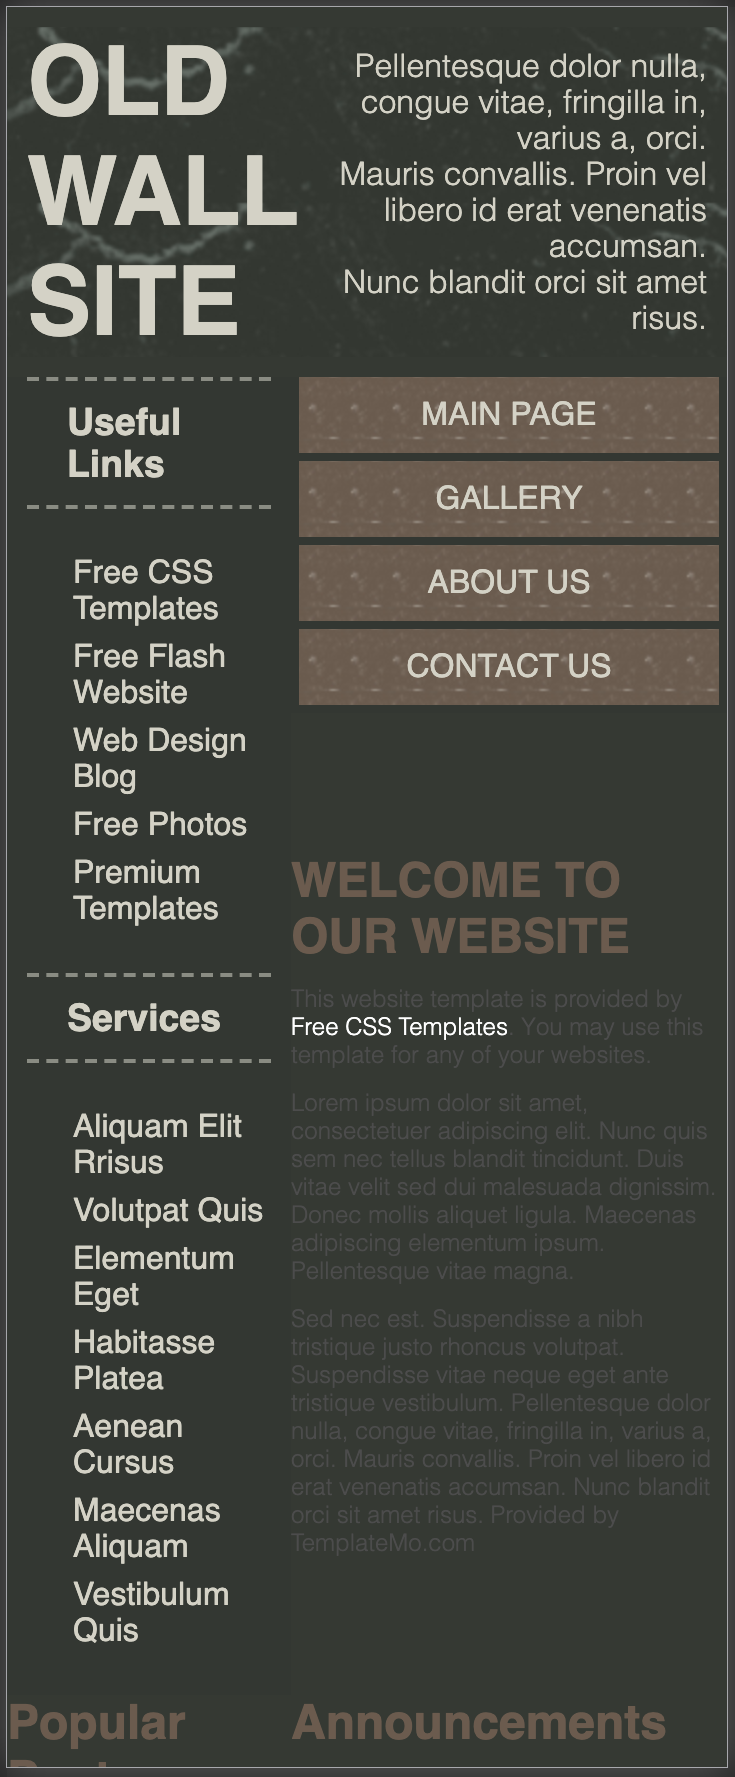 OLD
WALL
SITE
Pellentesque dolor nulla,
congue vitae, fringilla in,
varius a, orci.
Mauris convallis. Proin vel
libero id erat venenatis
accumsan.
Nunc blandit orci sit amet
risus.
Useful
Links
Free CSS
Templates
Free Flash
Website
Web Design
Blog
Free Photos
Premium
Templates
Services
Aliquam Elit
Rrisus
Volutpat Quis
Elementum
Eget
Habitasse
Platea
Aenean
Cursus
Maecenas
Aliquam
Vestibulum
Quis
MAIN PAGE
GALLERY
ABOUT US
CONTACT US
WELCOME TO
OUR WEBSITE
This website template is provided by
Free CSS Templates. You may use this
template for any of your websites.
Lorem ipsum dolor sit amet,
consectetuer adipiscing elit. Nunc quis
sem nec tellus blandit tincidunt. Duis
vitae velit sed dui malesuada dignissim.
Donec mollis aliquet ligula. Maecenas
adipiscing elementum ipsum.
Pellentesque vitae magna.
Sed nec est. Suspendisse a nibh
tristique justo rhoncus volutpat.
Suspendisse vitae neque eget ante
tristique vestibulum. Pellentesque dolor
nulla, congue vitae, fringilla in, varius a,
orci. Mauris convallis. Proin vel libero id
erat venenatis accumsan. Nunc blandit
orci sit amet risus. Provided by
TemplateMo.com
Popular
Announcements